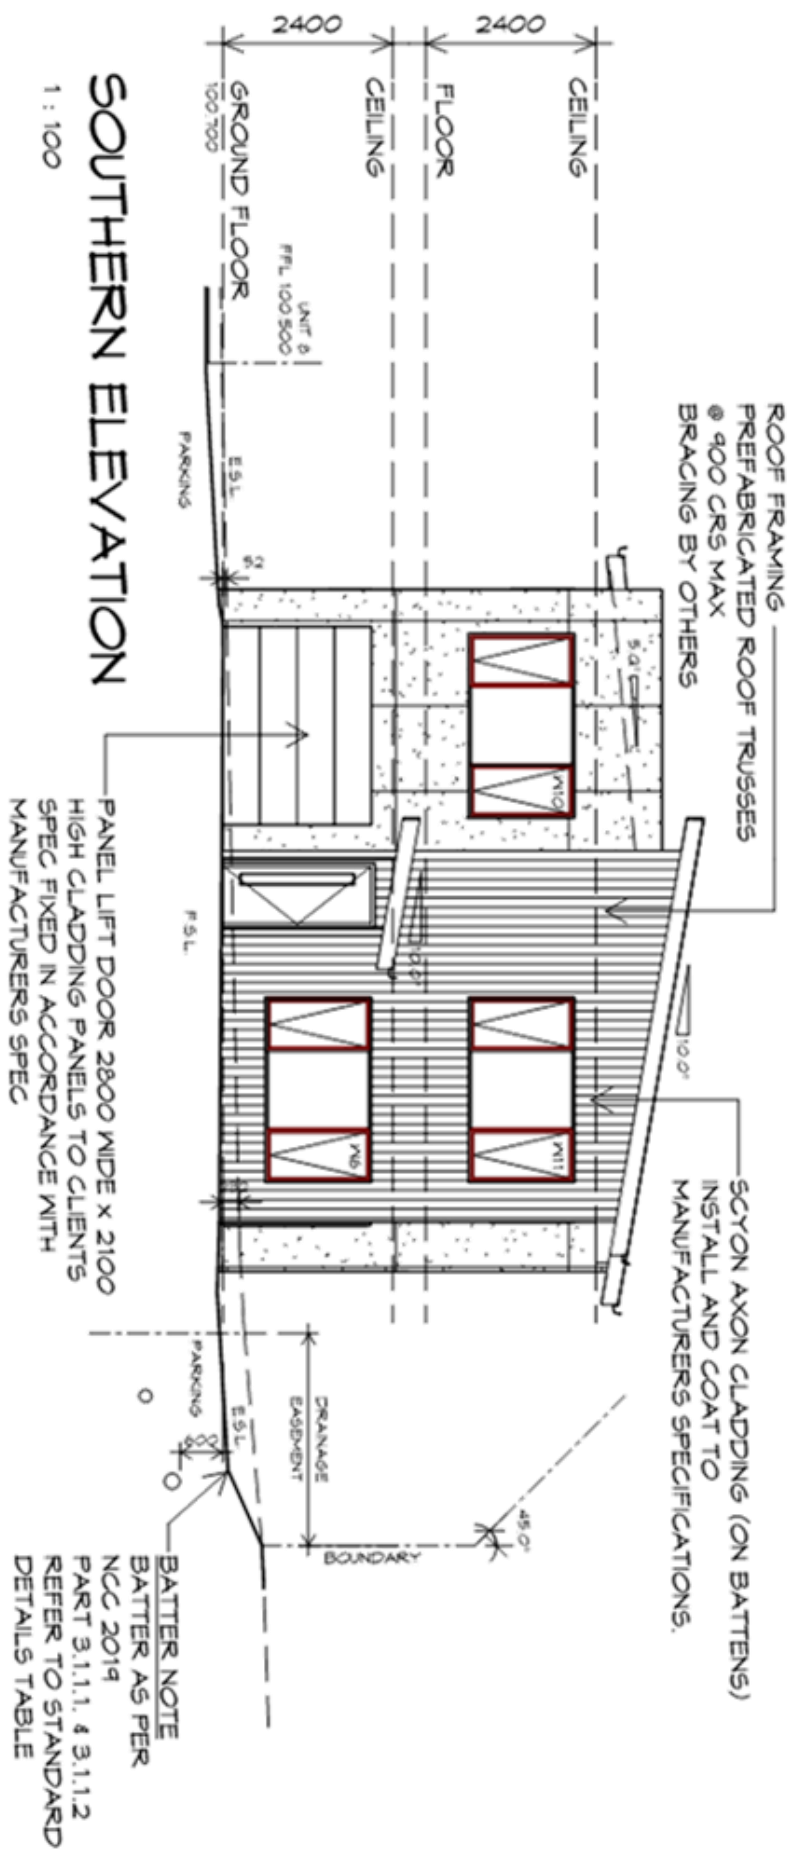 ROOF FRAMING
PREFABRICATED ROOF TRUSSES
@ 900 CRS MAX
BRACING BY OTHERS
SCYON AXON CLADDING (ON BATTENS)
INSTALL AND COAT TO
MANUFACTURERS SPECIFICATIONS.
10.0°
5.0°
CEILING
2400
FLOOR
CEILING
2400
GROUND FLOOR
100.700
W10
W11
10.0°
W6
UNIT 8
FFL 100.500
E.S.L.
PARKING
52
F.S.L.
45.0°
BOUNDARY
DRAINAGE
EASEMENT
E.S.L.
PARKING
600
SOUTHERN ELEVATION
1 : 100
PANEL LIFT DOOR 2800 WIDE x 2100
HIGH CLADDING PANELS TO CLIENTS
SPEC FIXED IN ACCORDANCE WITH
MANUFACTURERS SPEC
BATTER NOTE
BATTER AS PER
NCC 2019
PART 3.1.1.1. & 3.1.1.2
REFER TO STANDARD
DETAILS TABLE